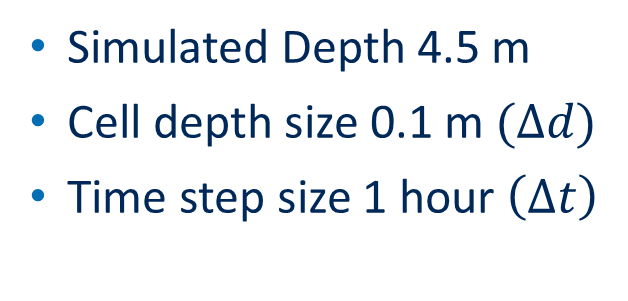 • Simulated Depth 4.5 m
• Cell depth size 0.1 m (Δd)
• Time step size 1 hour (Δt)